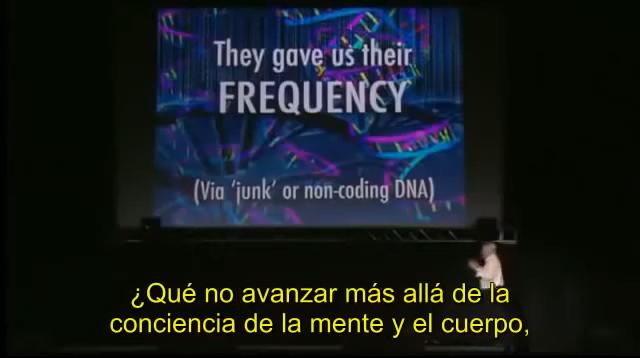 They gave us their
FREQUENCY
(Via 'junk' or non-coding DNA)
¿Qué no avanzar más allá de la
conciencia de la mente y el cuerpo,